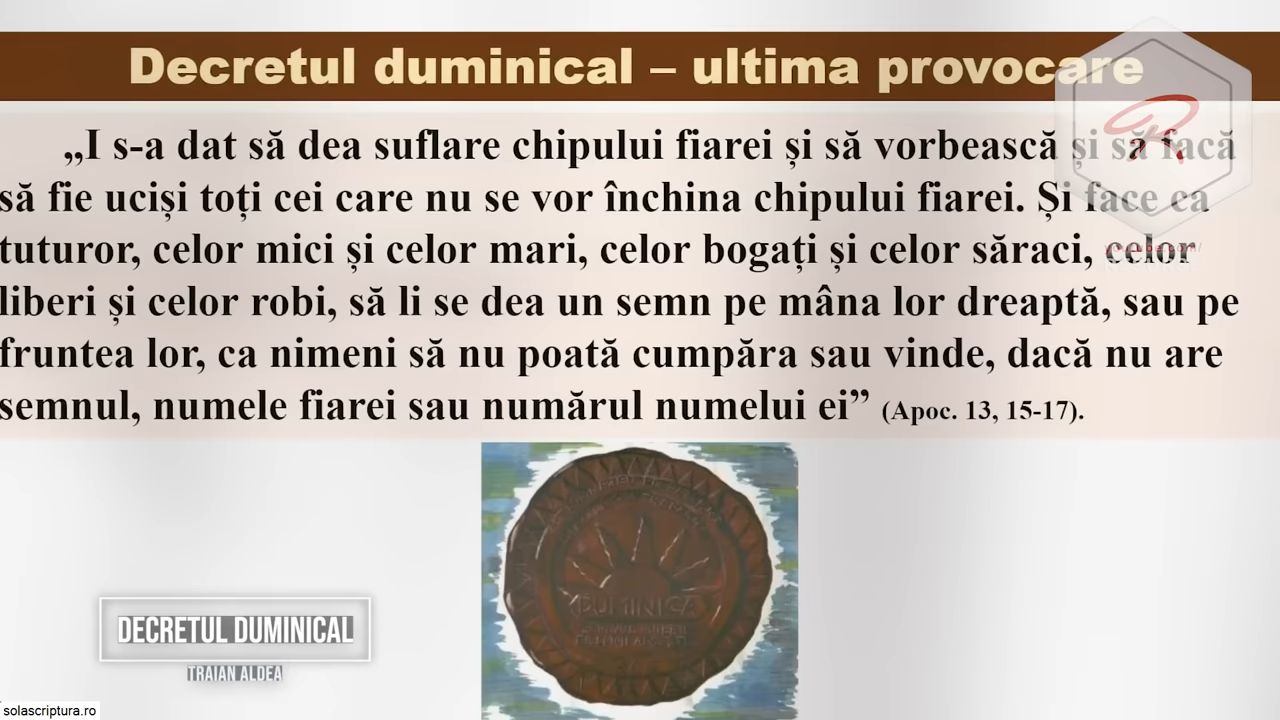 Decretul duminical – ultima provocare
„I s-a dat să dea suflare chipului fiarei și să vorbească și să facă
să fie uciși toți cei care nu se vor închina chipului fiarei. Și face ca
tuturor, celor mici și celor mari, celor bogați și celor săraci, celor
liberi și celor robi, să li se dea un semn pe mâna lor dreaptă, sau pe
fruntea lor, ca nimeni să nu poată cumpăra sau vinde, dacă nu are
semnul, numele fiarei sau numărul numelui ei” (Apoc. 13, 15-17).
DUMINICA
DECRETUL DUMINICAL
TRAIAN ALDEA
solascriptura.ro